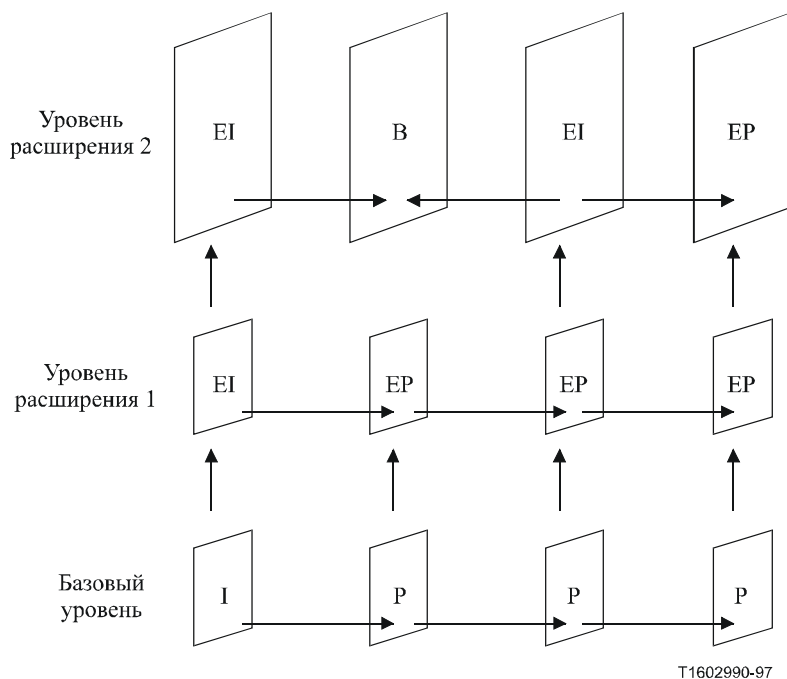 Уровень
расширения 2
EI
B
EI
EP
Уровень
расширения 1
EI
EP
EP
EP
Базовый
уровень
I
P
P
P
T1602990-97